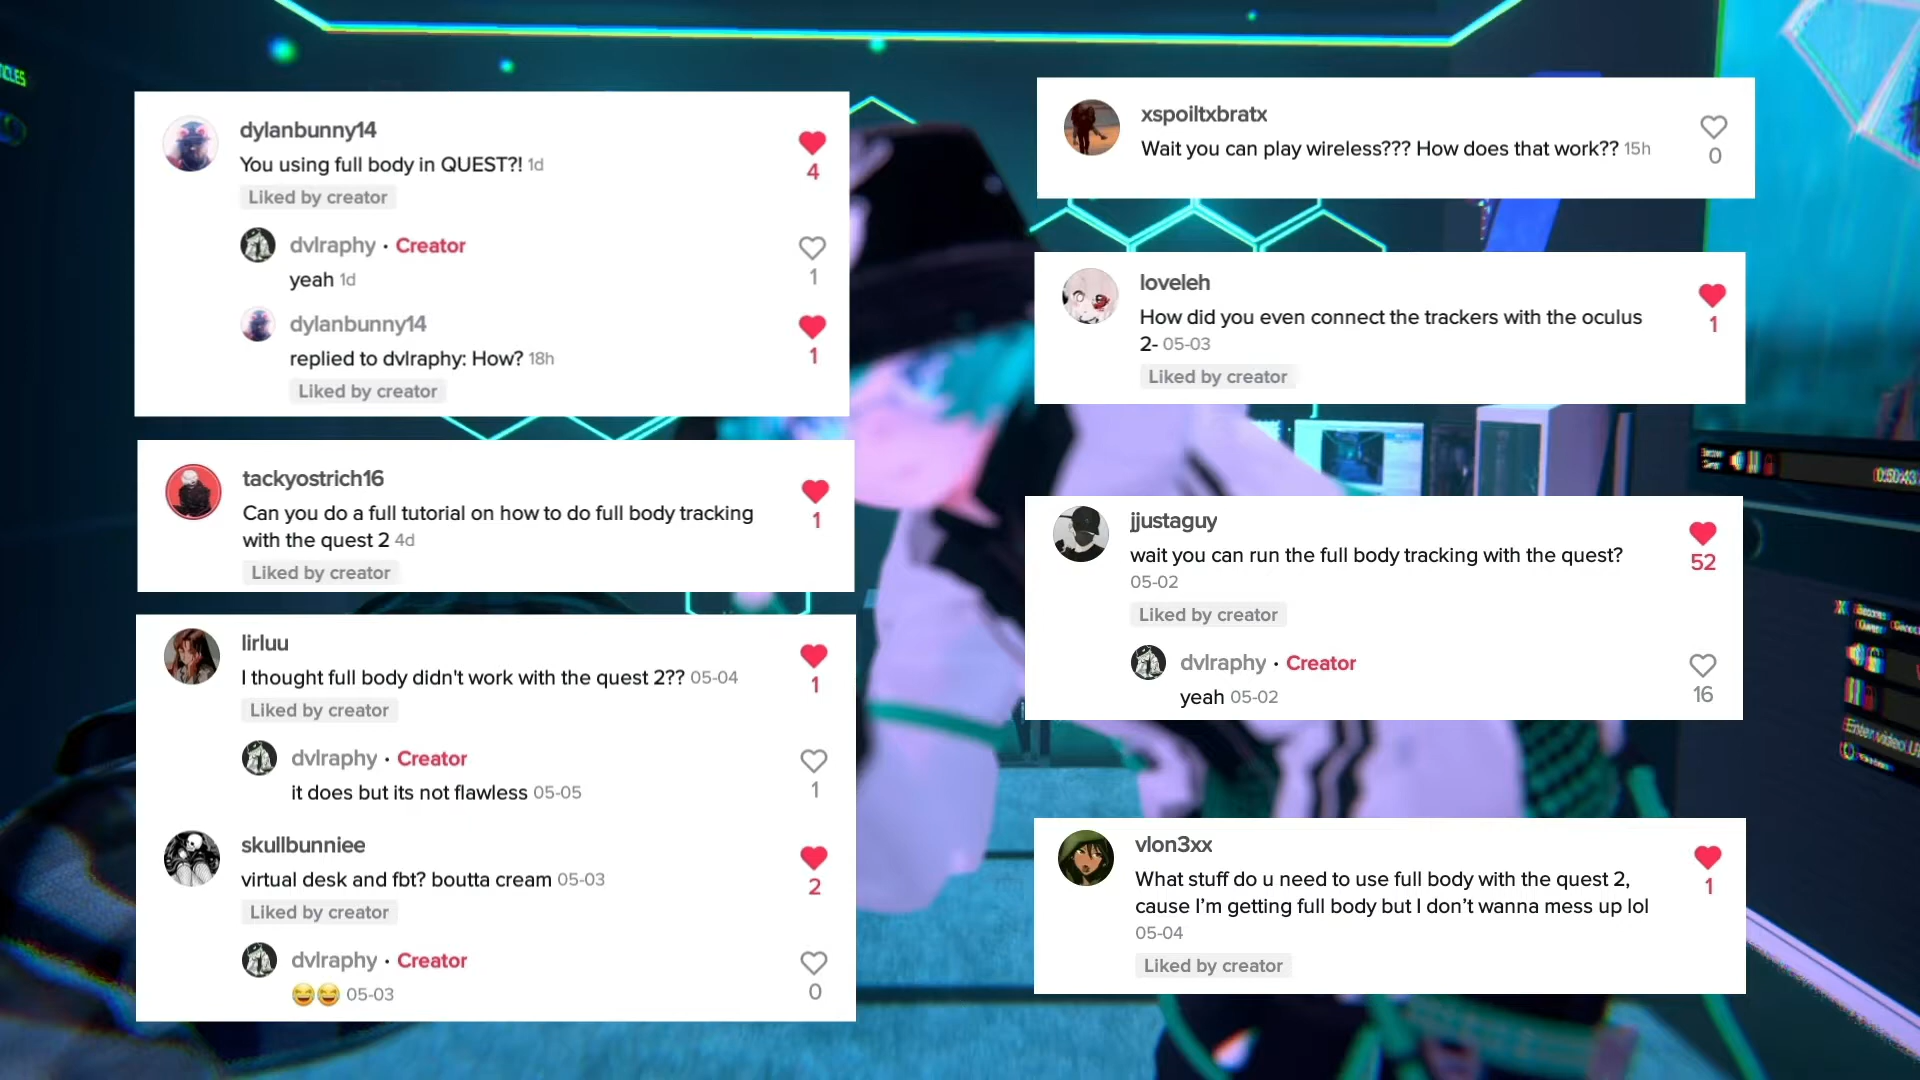 dylanbunny14
You using full body in QUEST?! 1d
Liked by creator
4
dvlraphy · Creator
yeah 1d
1
dylanbunny14
replied to dvlraphy: How? 18h
Liked by creator
1
tackyostrich16
Can you do a full tutorial on how to do full body tracking
with the quest 2 4d
Liked by creator
1
lirluu
I thought full body didn't work with the quest 2?? 05-04
Liked by creator
1
dvlraphy · Creator
it does but its not flawless 05-05
1
skullbunniee
virtual desk and fbt? boutta cream 05-03
Liked by creator
2
dvlraphy · Creator
😆😆 05-03
0
xspoiltxbratx
Wait you can play wireless??? How does that work?? 15h
0
loveleh
How did you even connect the trackers with the oculus
2- 05-03
Liked by creator
1
jjustaguy
wait you can run the full body tracking with the quest?
05-02
Liked by creator
52
dvlraphy · Creator
yeah 05-02
16
vlon3xx
What stuff do u need to use full body with the quest 2,
cause I'm getting full body but I don't wanna mess up lol
05-04
Liked by creator
1